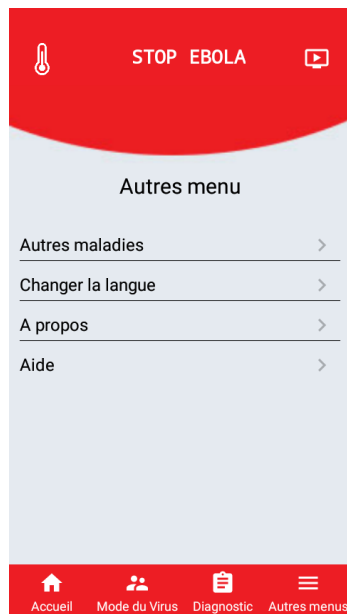 STOP EBOLA
Autres menu
Autres maladies
Changer la langue
A propos
Aide
Accueil Mode du Virus Diagnostic Autres menus